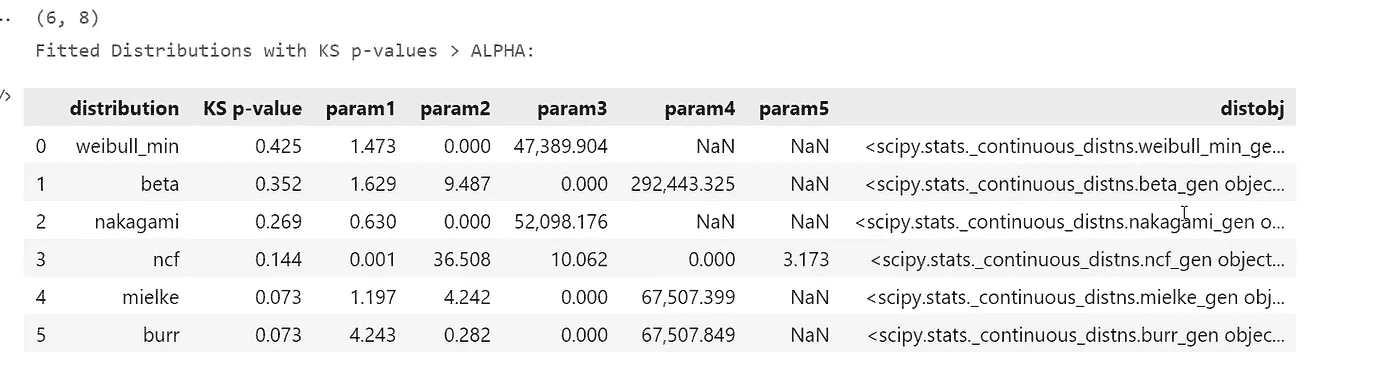 .. (6, 8)
Fitted Distributions with KS p-values > ALPHA:
/>
distribution KS p-value param1 param2 param3 param4 param5 distobj
0 weibull_min 0.425 1.473 0.000 47,389.904 NaN NaN <scipy.stats._continuous_distns.weibull_min_ge...
1 beta 0.352 1.629 9.487 0.000 292,443.325 NaN <scipy.stats._continuous_distns.beta_gen objec...
2 nakagami 0.269 0.630 0.000 52,098.176 NaN NaN <scipy.stats._continuous_distns.nakagami_gen o...
3 ncf 0.144 0.001 36.508 10.062 0.000 3.173 <scipy.stats._continuous_distns.ncf_gen object...
4 mielke 0.073 1.197 4.242 0.000 67,507.399 NaN <scipy.stats._continuous_distns.mielke_gen obj...
5 burr 0.073 4.243 0.282 0.000 67,507.849 NaN <scipy.stats._continuous_distns.burr_gen objec...